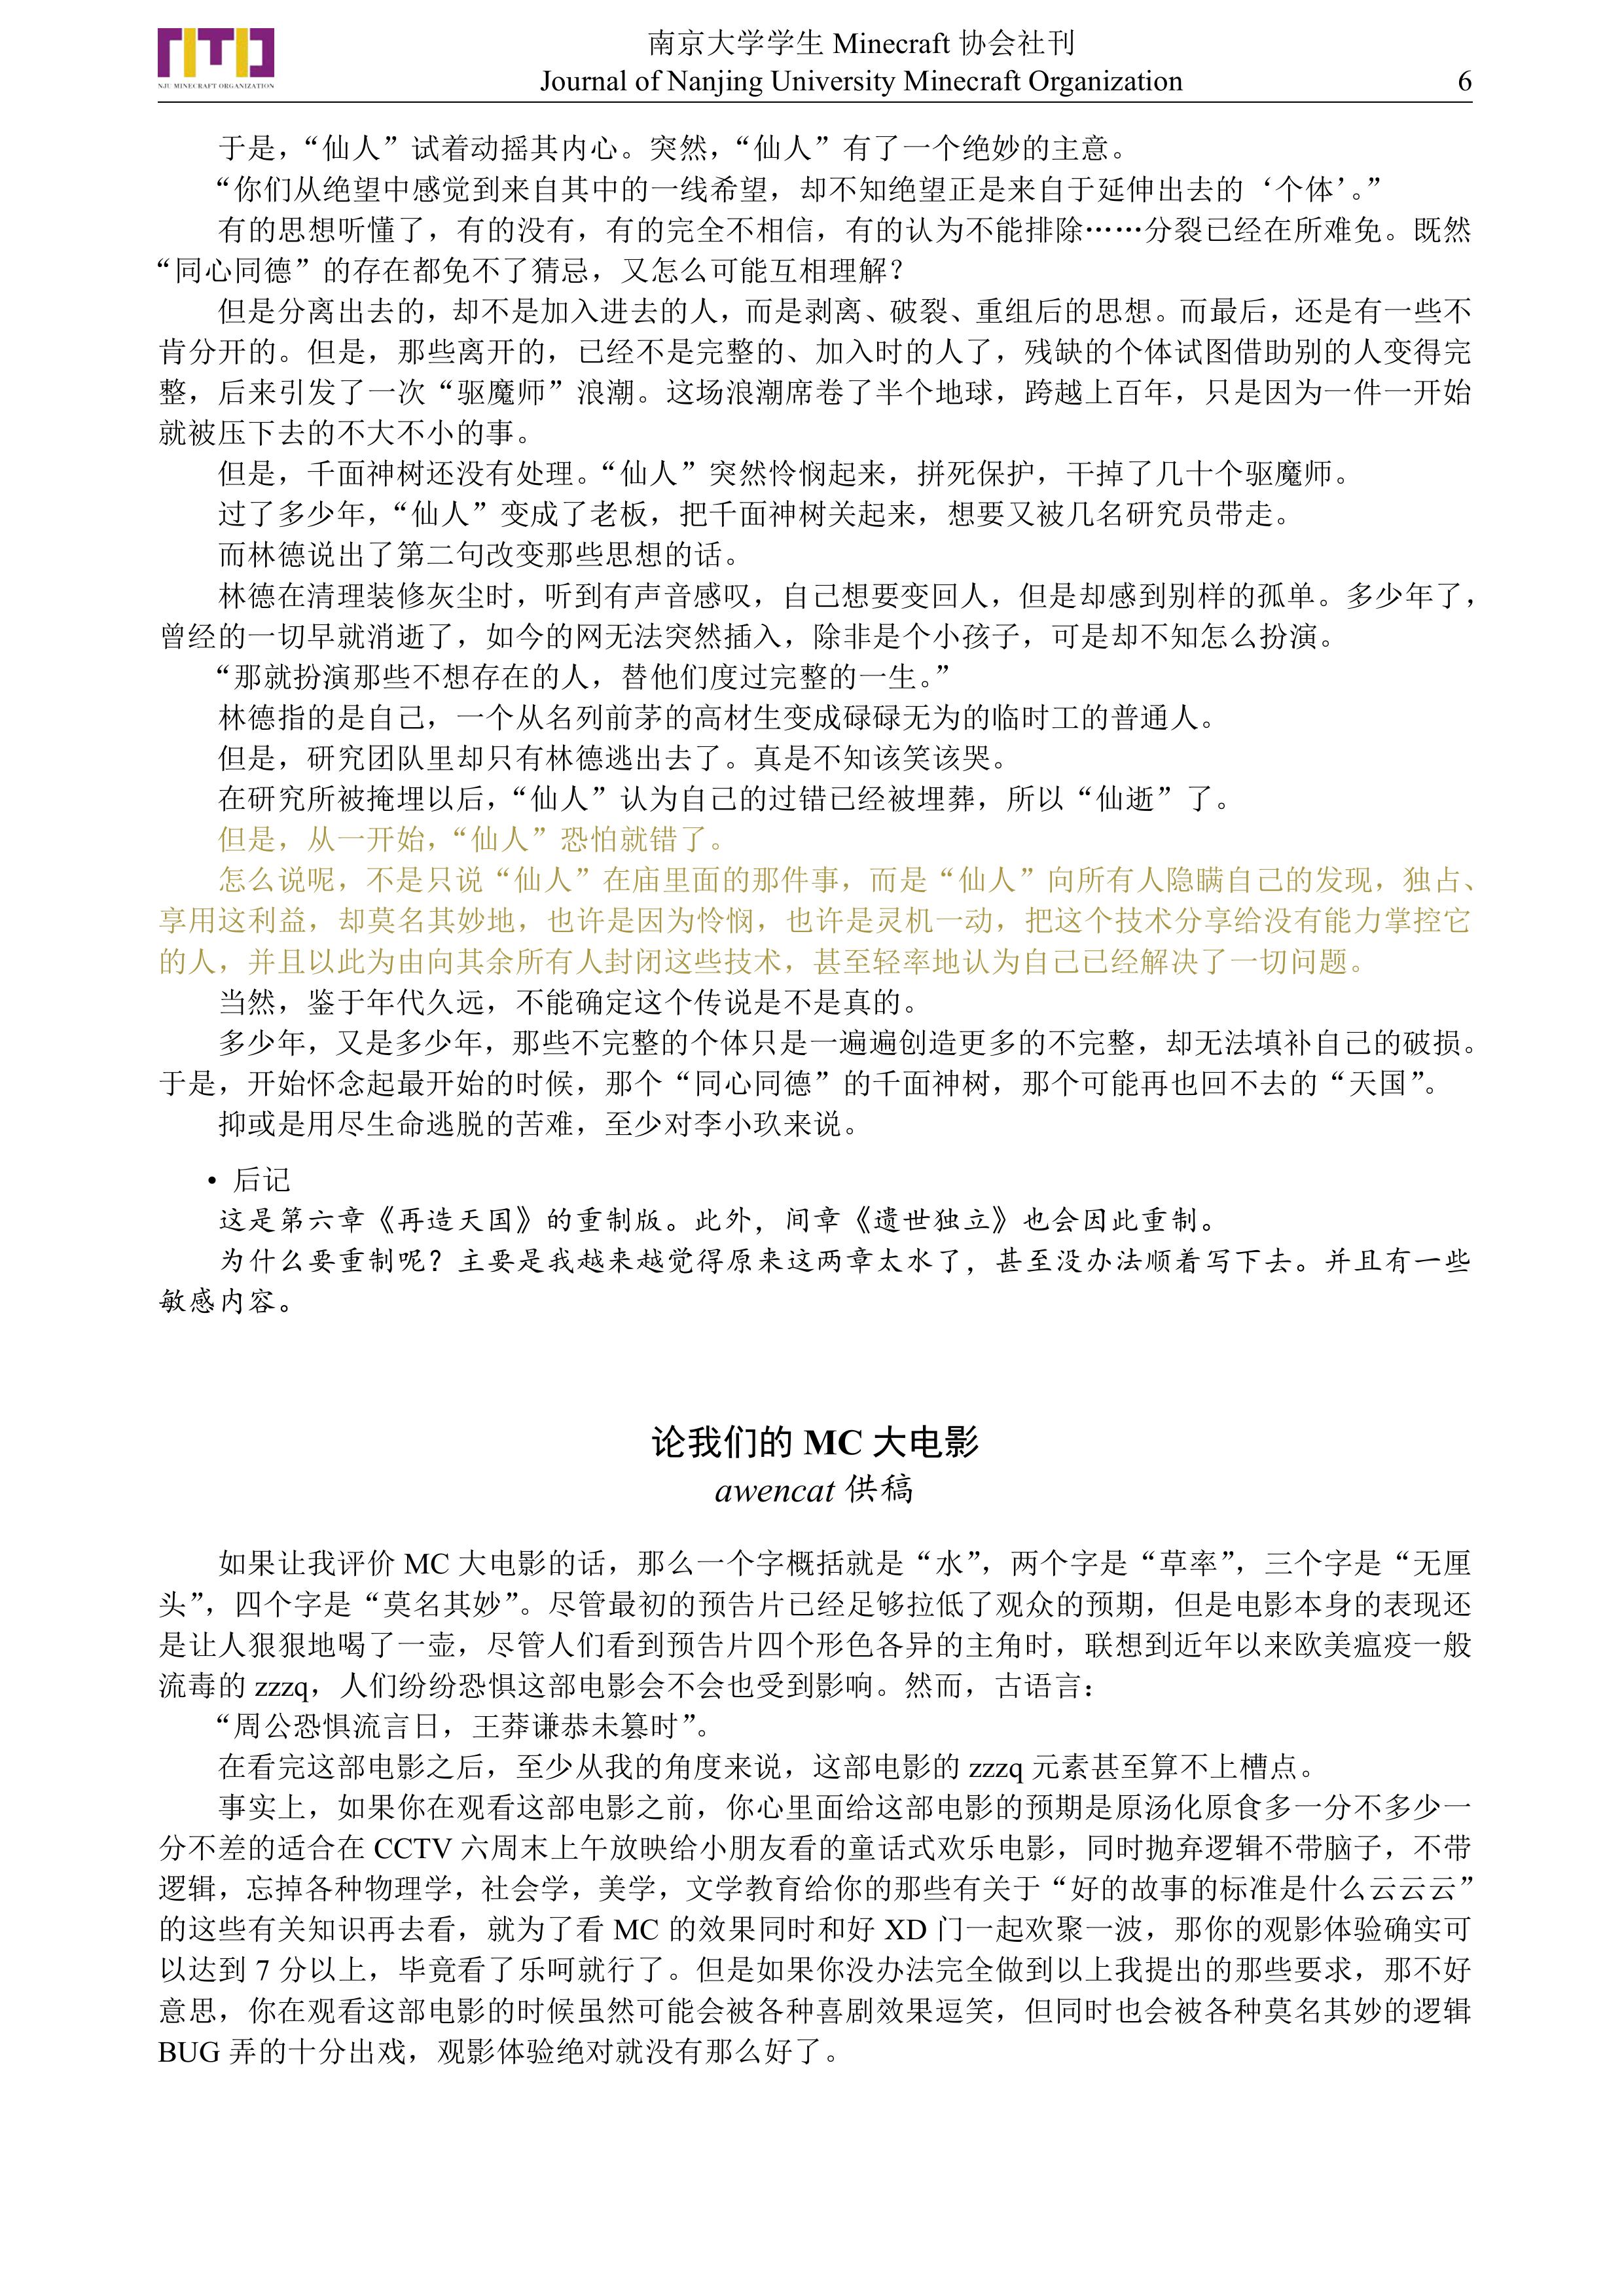 NJU MINECRAFT ORGANIZATION
南京大学学生 Minecraft 协会社刊
Journal of Nanjing University Minecraft Organization
6
于是，“仙人”试着动摇其内心。突然，“仙人”有了一个绝妙的主意。
“你们从绝望中感觉到来自其中的一线希望，却不知绝望正是来自于延伸出去的‘个体’。”
有的思想听懂了，有的没有，有的完全不相信，有的认为不能排除……分裂已经在所难免。既然
“同心同德”的存在都免不了猜忌，又怎么可能互相理解？
但是分离出去的，却不是加入进去的人，而是剥离、破裂、重组后的思想。而最后，还是有一些不
肯分开的。但是，那些离开的，已经不是完整的、加入时的人了，残缺的个体试图借助别的人变得完
整，后来引发了一次“驱魔师”浪潮。这场浪潮席卷了半个地球，跨越上百年，只是因为一件一开始
就被压下去的不大不小的事。
但是，千面神树还没有处理。“仙人”突然怜悯起来，拼死保护，干掉了几十个驱魔师。
过了多少年，“仙人”变成了老板，把千面神树关起来，想要又被几名研究员带走。
而林德说出了第二句改变那些思想的话。
林德在清理装修灰尘时，听到有声音感叹，自己想要变回人，但是却感到别样的孤单。多少年了，
曾经的一切早就消逝了，如今的网无法突然插入，除非是个小孩子，可是却不知怎么扮演。
“那就扮演那些不想存在的人，替他们度过完整的一生。”
林德指的是自己，一个从名列前茅的高材生变成碌碌无为的临时工的普通人。
但是，研究团队里却只有林德逃出去了。真是不知该笑该哭。
在研究所被掩埋以后，“仙人”认为自己的过错已经被埋葬，所以“仙逝”了。
但是，从一开始，“仙人”恐怕就错了。
怎么说呢，不是只说“仙人”在庙里面的那件事，而是“仙人”向所有人隐瞒自己的发现，独占、
享用这利益，却莫名其妙地，也许是因为怜悯，也许是灵机一动，把这个技术分享给没有能力掌控它
的人，并且以此为由向其余所有人封闭这些技术，甚至轻率地认为自己已经解决了一切问题。
当然，鉴于年代久远，不能确定这个传说是不是真的。
多少年，又是多少年，那些不完整的个体只是一遍遍创造更多的不完整，却无法填补自己的破损。
于是，开始怀念起最开始的时候，那个“同心同德”的千面神树，那个可能再也回不去的“天国”。
抑或是用尽生命逃脱的苦难，至少对李小玖来说。
• 后记
这是第六章《再造天国》的重制版。此外，间章《遗世独立》也会因此重制。
为什么要重制呢？主要是我越来越觉得原来这两章太水了，甚至没办法顺着写下去。并且有一些
敏感内容。
论我们的 MC 大电影
awencat 供稿
如果让我评价 MC 大电影的话，那么一个字概括就是“水”，两个字是“草率”，三个字是“无厘
头”，四个字是“莫名其妙”。尽管最初的预告片已经足够拉低了观众的预期，但是电影本身的表现还
是让人狠狠地喝了一壶，尽管人们看到预告片四个形色各异的主角时，联想到近年以来欧美瘟疫一般
流毒的 zzzq，人们纷纷恐惧这部电影会不会也受到影响。然而，古语言：
“周公恐惧流言日，王莽谦恭未篡时”。
在看完这部电影之后，至少从我的角度来说，这部电影的 zzzq 元素甚至算不上槽点。
事实上，如果你在观看这部电影之前，你心里面给这部电影的预期是原汤化原食多一分不多少一
分不差的适合在 CCTV 六周末上午放映给小朋友看的童话式欢乐电影，同时抛弃逻辑不带脑子，不带
逻辑，忘掉各种物理学，社会学，美学，文学教育给你的那些有关于“好的故事的标准是什么云云云”
的这些有关知识再去看，就为了看 MC 的效果同时和好 XD 门一起欢聚一波，那你的观影体验确实可
以达到 7 分以上，毕竟看了乐呵就行了。但是如果你没办法完全做到以上我提出的那些要求，那不好
意思，你在观看这部电影的时候虽然可能会被各种喜剧效果逗笑，但同时也会被各种莫名其妙的逻辑
BUG 弄的十分出戏，观影体验绝对就没有那么好了。